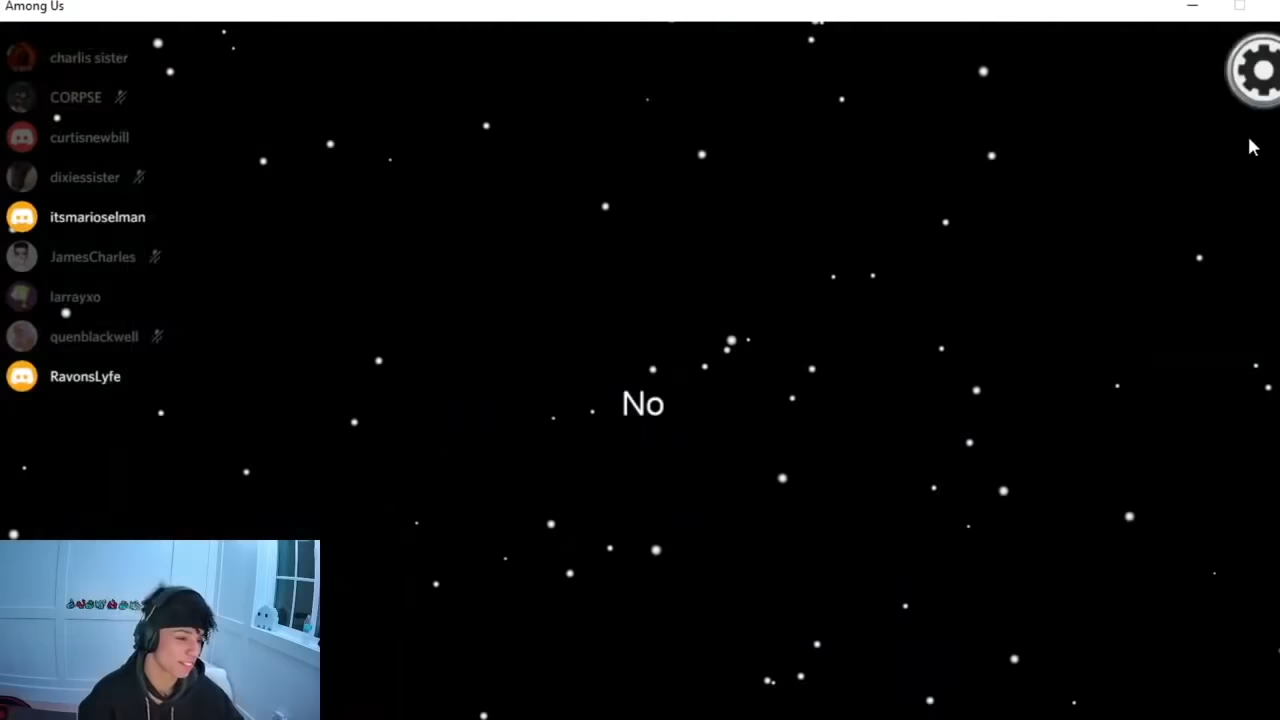 Among Us
charlis sister
CORPSE
curtisnewbill
dixiessister
itsmarioselman
JamesCharles
larrayxo
quenblackwell
RavonsLyfe
No